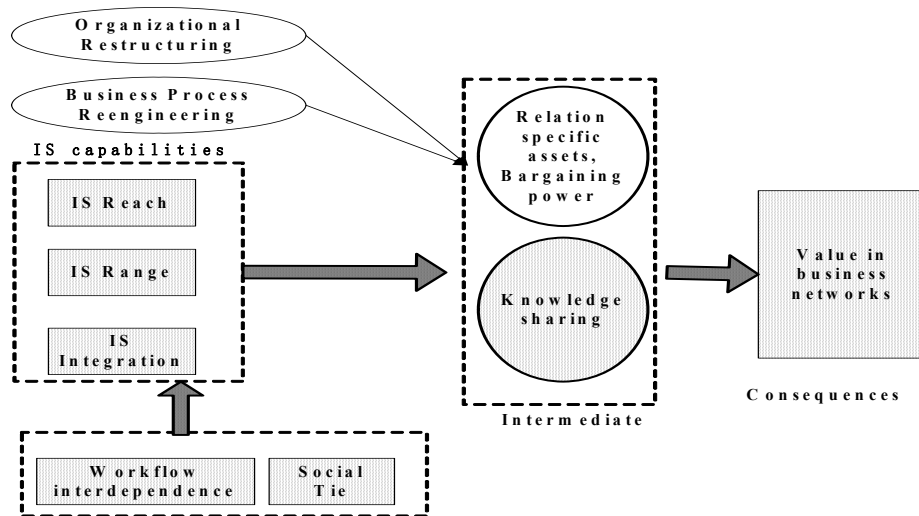 Organizational
Restructuring
Business Process
Reengineering
IS capabilities
IS Reach
IS Range
IS
Integration
Workflow
interdependence
Social
Tie
Relation
specific
assets,
Bargaining
power
Knowledge
sharing
Intermediate
Value in
business
networks
Consequences